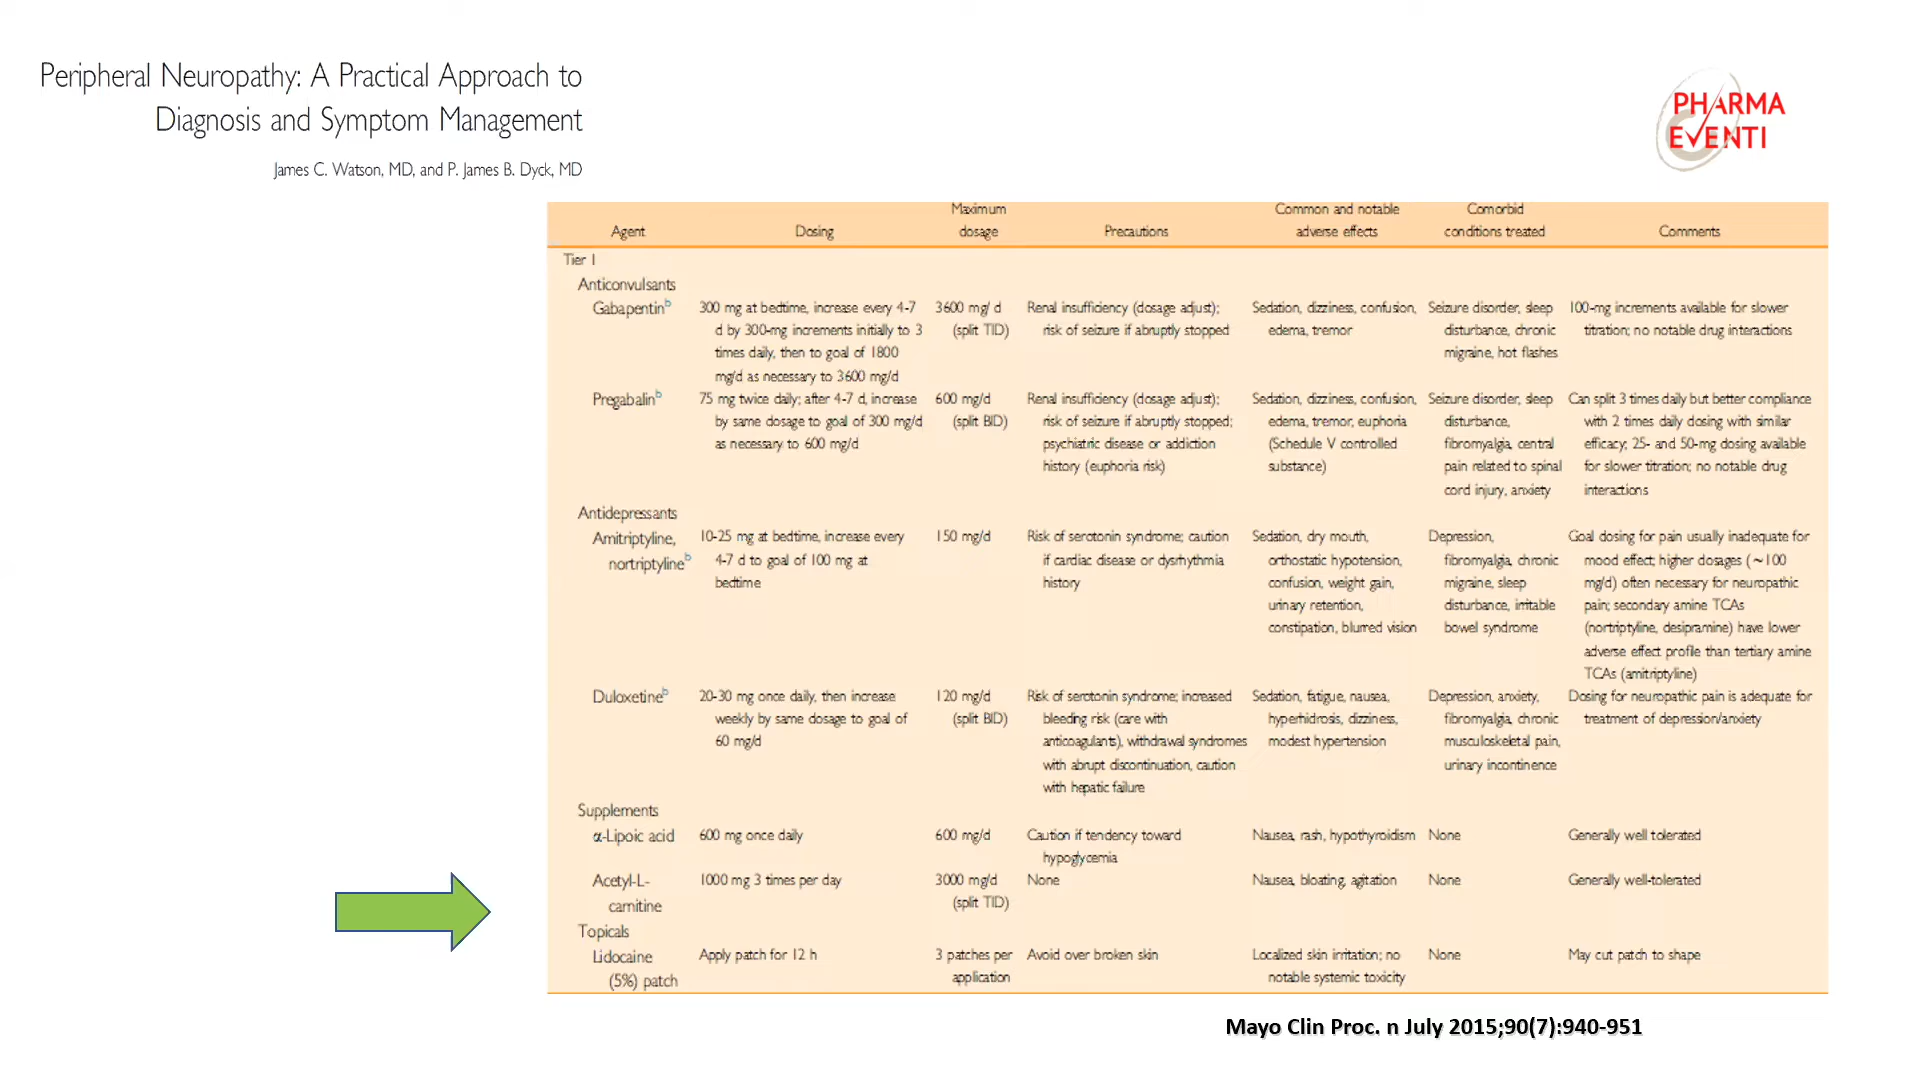 Peripheral Neuropathy: A Practical Approach to
Diagnosis and Symptom Management
James C. Watson, MD, and P. James B. Dyck, MD
PHARMA
EVENTI
Agent Dosing Maximum dosage Precautions Common and notable adverse effects Comorbid conditions treated Comments
Tier 1
Anticonvulsants
Gabapentinᵇ
300 mg at bedtime, increase every 4-7
d by 300-mg increments initially to 3
times daily, then to goal of 1800
mg/d as necessary to 3600 mg/d
3600 mg/ d
(split TID)
Renal insufficiency (dosage adjust);
risk of seizure if abruptly stopped
Sedation, dizziness, confusion,
edema, tremor
Seizure disorder, sleep
disturbance, chronic
migraine, hot flashes
100-mg increments available for slower
titration; no notable drug interactions
Pregabalinᵇ
75 mg twice daily; after 4-7 d, increase
by same dosage to goal of 300 mg/d
as necessary to 600 mg/d
600 mg/d
(split BID)
Renal insufficiency (dosage adjust);
risk of seizure if abruptly stopped;
psychiatric disease or addiction
history (euphoria risk)
Sedation, dizziness, confusion,
edema, tremor, euphoria
(Schedule V controlled
substance)
Seizure disorder, sleep
disturbance,
fibromyalgia, central
pain related to spinal
cord injury, anxiety
Can split 3 times daily but better compliance
with 2 times daily dosing with similar
efficacy; 25- and 50-mg dosing available
for slower titration; no notable drug
interactions
Antidepressants
Amitriptyline,
nortriptylineᵇ
10-25 mg at bedtime, increase every
4-7 d to goal of 100 mg at
bedtime
150 mg/d
Risk of serotonin syndrome; caution
if cardiac disease or dysrhythmia
history
Sedation, dry mouth,
orthostatic hypotension,
confusion, weight gain,
urinary retention,
constipation, blurred vision
Depression,
fibromyalgia, chronic
migraine, sleep
disturbance, irritable
bowel syndrome
Goal dosing for pain usually inadequate for
mood effect; higher dosages (~100
mg/d) often necessary for neuropathic
pain; secondary amine TCAs
(nortriptyline, desipramine) have lower
adverse effect profile than tertiary amine
TCAs (amitriptyline)
Duloxetineᵇ
20-30 mg once daily, then increase
weekly by same dosage to goal of
60 mg/d
120 mg/d
(split BID)
Risk of serotonin syndrome; increased
bleeding risk (care with
anticoagulants), withdrawal syndromes
with abrupt discontinuation, caution
with hepatic failure
Sedation, fatigue, nausea,
hyperhidrosis, dizziness,
modest hypertension
Depression, anxiety,
fibromyalgia, chronic
musculoskeletal pain,
urinary incontinence
Dosing for neuropathic pain is adequate for
treatment of depression/anxiety
Supplements
α-Lipoic acid
600 mg once daily
600 mg/d
Caution if tendency toward
hypoglycemia
Nausea, rash, hypothyroidism
None
Generally well tolerated
Acetyl-L-
carnitine
1000 mg 3 times per day
3000 mg/d
(split TID)
None
Nausea, bloating, agitation
None
Generally well-tolerated
Topicals
Lidocaine
(5%) patch
Apply patch for 12 h
3 patches per
application
Avoid over broken skin
Localized skin irritation; no
notable systemic toxicity
None
May cut patch to shape
Mayo Clin Proc. n July 2015;90(7):940-951